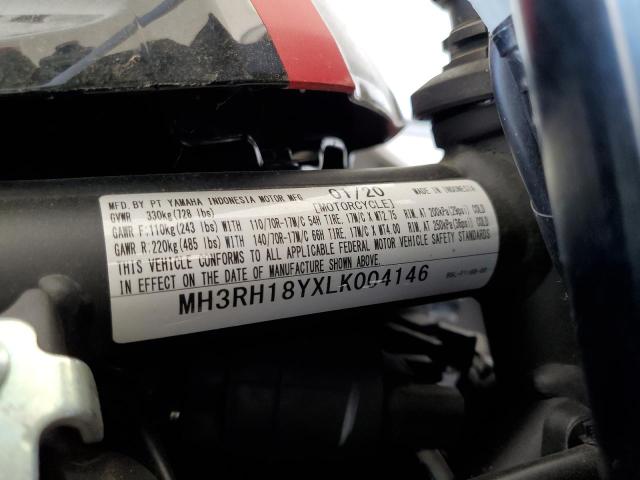 MFD. BY PT YAMAHA INDONESIA MOTOR MFG 01/20 MADE IN INDONESIA
GVWR 330kg (728 lbs) [MOTORCYCLE]
GAWR F:110kg (243 lbs) WITH 110/70R-17M/C 54H TIRE, 17M/C X MT2.75 RIM, AT 200kPa (29psi) COLD
GAWR R:220kg (485 lbs) WITH 140/70R-17M/C 66H TIRE, 17M/C X MT4.00 RIM, AT 250kPa (36psi) COLD
THIS VEHICLE CONFORMS TO ALL APPLICABLE FEDERAL MOTOR VEHICLE SAFETY STANDARDS
IN EFFECT ON THE DATE OF MANUFACTURE SHOWN ABOVE.
MH3RH18YXLK004146